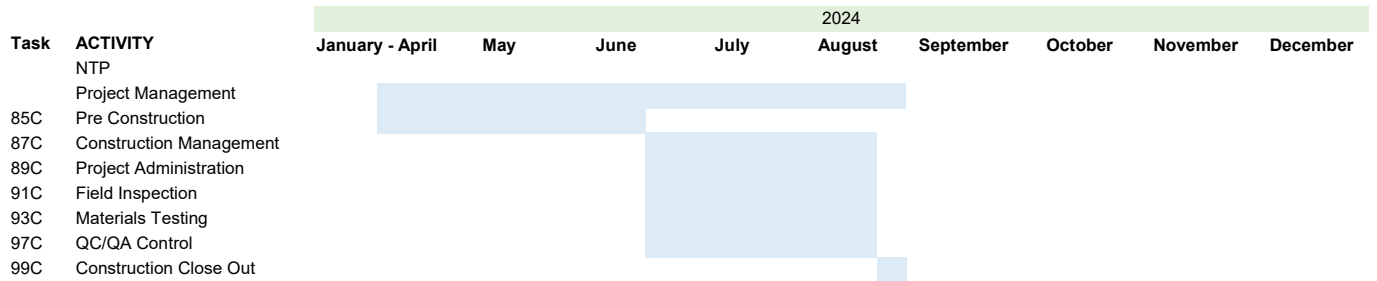 2024
Task ACTIVITY January - April May June July August September October November December
NTP
Project Management
85C Pre Construction
87C Construction Management
89C Project Administration
91C Field Inspection
93C Materials Testing
97C QC/QA Control
99C Construction Close Out